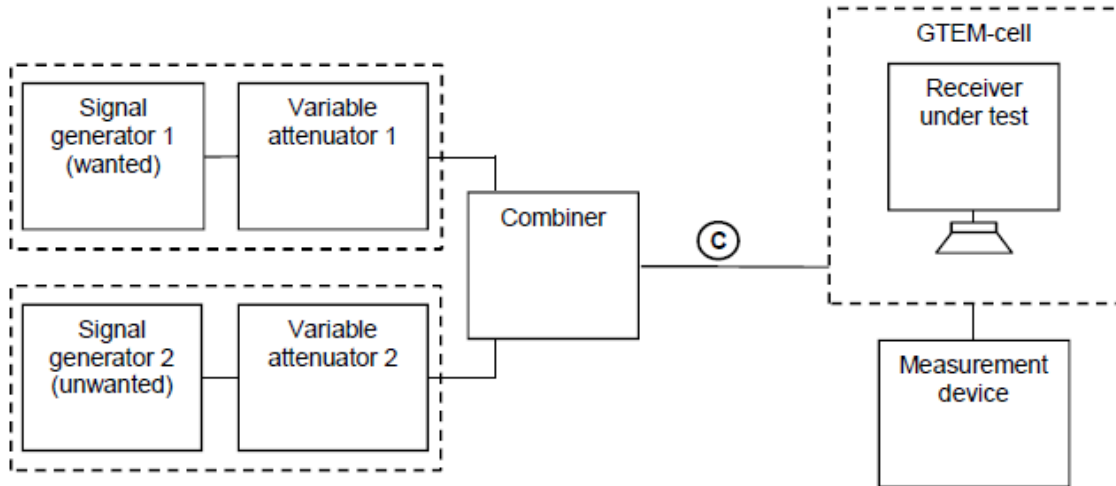 GTEM-cell
Signal
generator 1
(wanted)
Variable
attenuator 1
Receiver
under test
Combiner
C
Signal
generator 2
(unwanted)
Variable
attenuator 2
Measurement
device